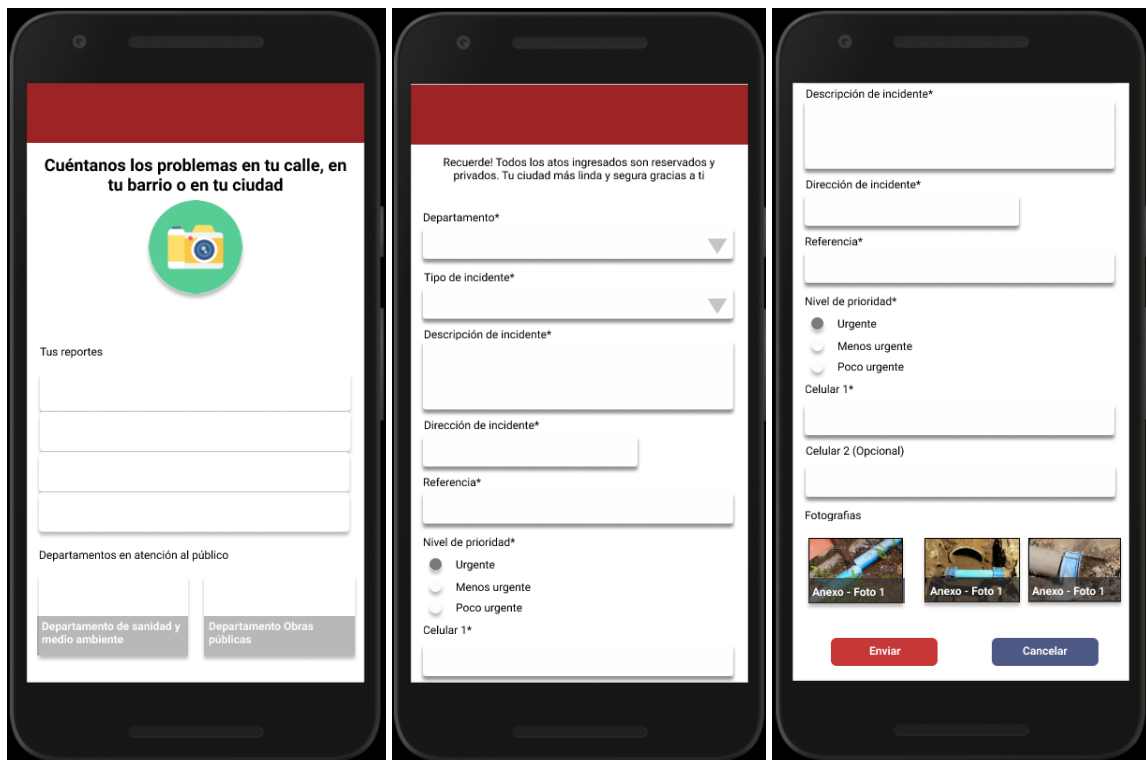 Cuéntanos los problemas en tu calle, en
tu barrio o en tu ciudad
Tus reportes
Departamentos en atención al público
Departamento de sanidad y
medio ambiente
Departamento Obras
públicas
Recuerde! Todos los atos ingresados son reservados y
privados. Tu ciudad más linda y segura gracias a ti
Departamento*
Tipo de incidente*
Descripción de incidente*
Dirección de incidente*
Referencia*
Nivel de prioridad*
Urgente
Menos urgente
Poco urgente
Celular 1*
Descripción de incidente*
Dirección de incidente*
Referencia*
Nivel de prioridad*
Urgente
Menos urgente
Poco urgente
Celular 1*
Celular 2 (Opcional)
Fotografias
Anexo - Foto 1
Anexo - Foto 1
Anexo - Foto 1
Enviar
Cancelar